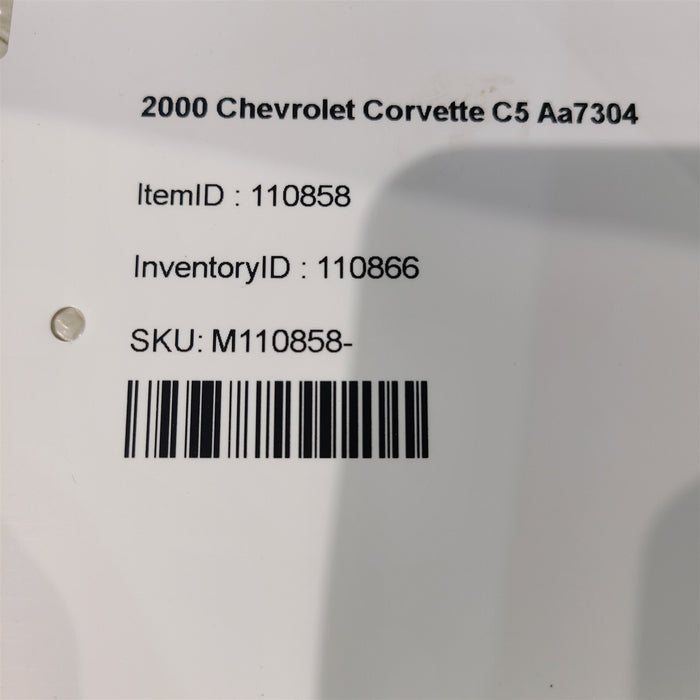 2000 Chevrolet Corvette C5 Aa7304
ItemID : 110858
InventoryID : 110866
SKU: M110858-